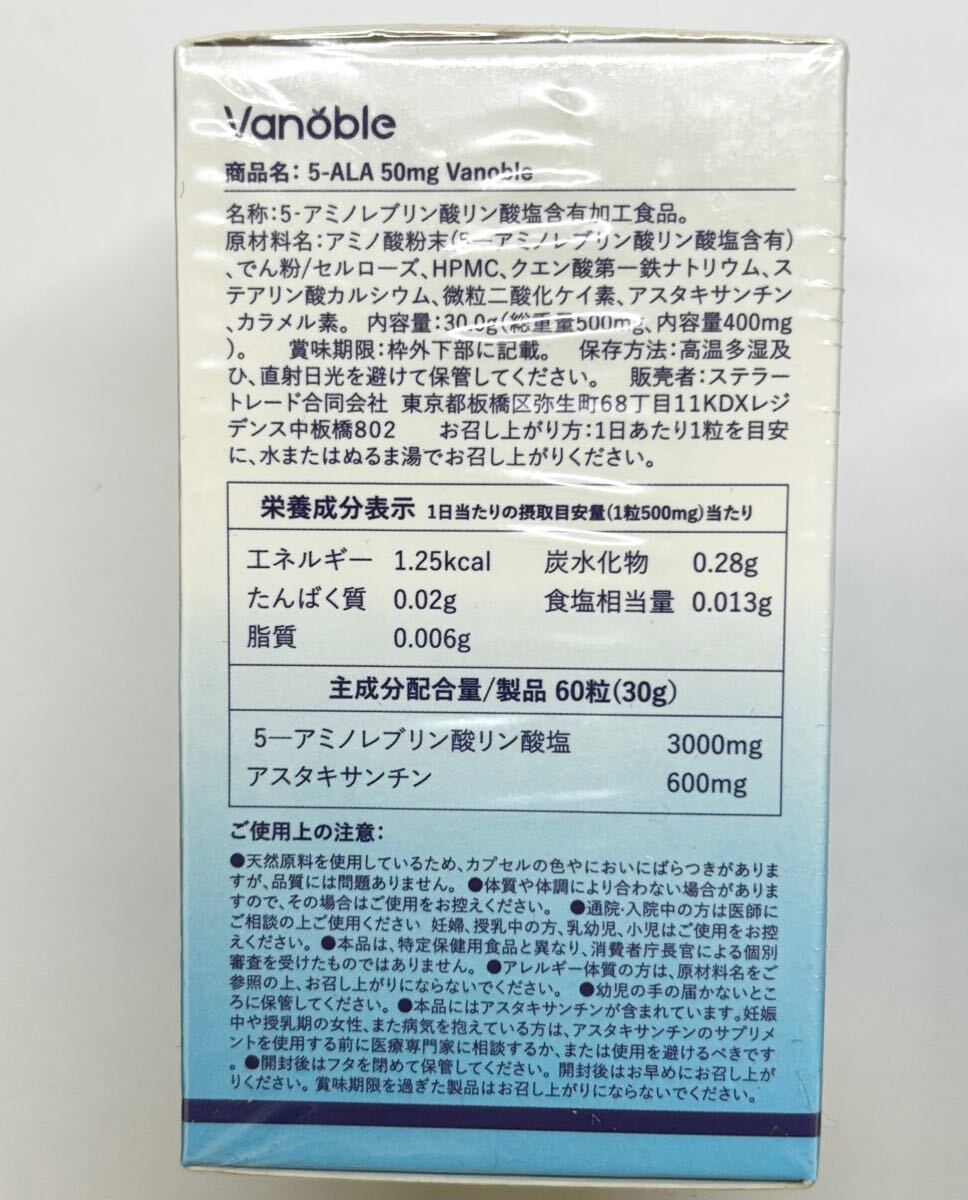 Vanoble
商品名: 5-ALA 50mg Vanoble
名称:5-アミノレブリン酸リン酸塩含有加工食品。
原材料名:アミノ酸粉末(5—アミノレブリン酸リン酸塩含有)
、でん粉/セルローズ、HPMC、クエン酸第一鉄ナトリウム、ス
テアリン酸カルシウム、微粒二酸化ケイ素、アスタキサンチン
、カラメル素。 内容量:30.0g(総重量500mg、内容量400mg
)。 賞味期限:枠外下部に記載。 保存方法:高温多湿及
び、直射日光を避けて保管してください。 販売者:ステラー
トレード合同会社 東京都板橋区弥生町68丁目11KDXレジ
デンス中板橋802 お召し上がり方:1日あたり1粒を目安
に、水またはぬるま湯でお召し上がりください。
栄養成分表示 1日当たりの摂取目安量(1粒500mg)当たり
エネルギー 1.25kcal 炭水化物 0.28g
たんぱく質 0.02g 食塩相当量 0.013g
脂質 0.006g
主成分配合量/製品 60粒(30g)
5—アミノレブリン酸リン酸塩 3000mg
アスタキサンチン 600mg
ご使用上の注意:
●天然原料を使用しているため、カプセルの色やにおいにばらつきがありま
すが、品質には問題ありません。 ●体質や体調により合わない場合がありま
すので、その場合はご使用をお控えください。 ●通院・入院中の方は医師に
ご相談の上ご使用ください 妊婦、授乳中の方、乳幼児、小児はご使用をお控
えください。 ●本品は、特定保健用食品と異なり、消費者庁長官による個別
審査を受けたものではありません。 ●アレルギー体質の方は、原材料名をご
参照の上、お召し上がりにならないでください。 ●幼児の手の届かないとこ
ろに保管してください。 ●本品にはアスタキサンチンが含まれています。妊娠
中や授乳期の女性、また病気を抱えている方は、アスタキサンチンのサプリメ
ントを使用する前に医療専門家に相談するか、または使用を避けるべきです
。 ●開封後はフタを閉めて保管してください。開封後はお早めにお召し上が
りください。賞味期限を過ぎた製品はお召し上がりにならないでください。